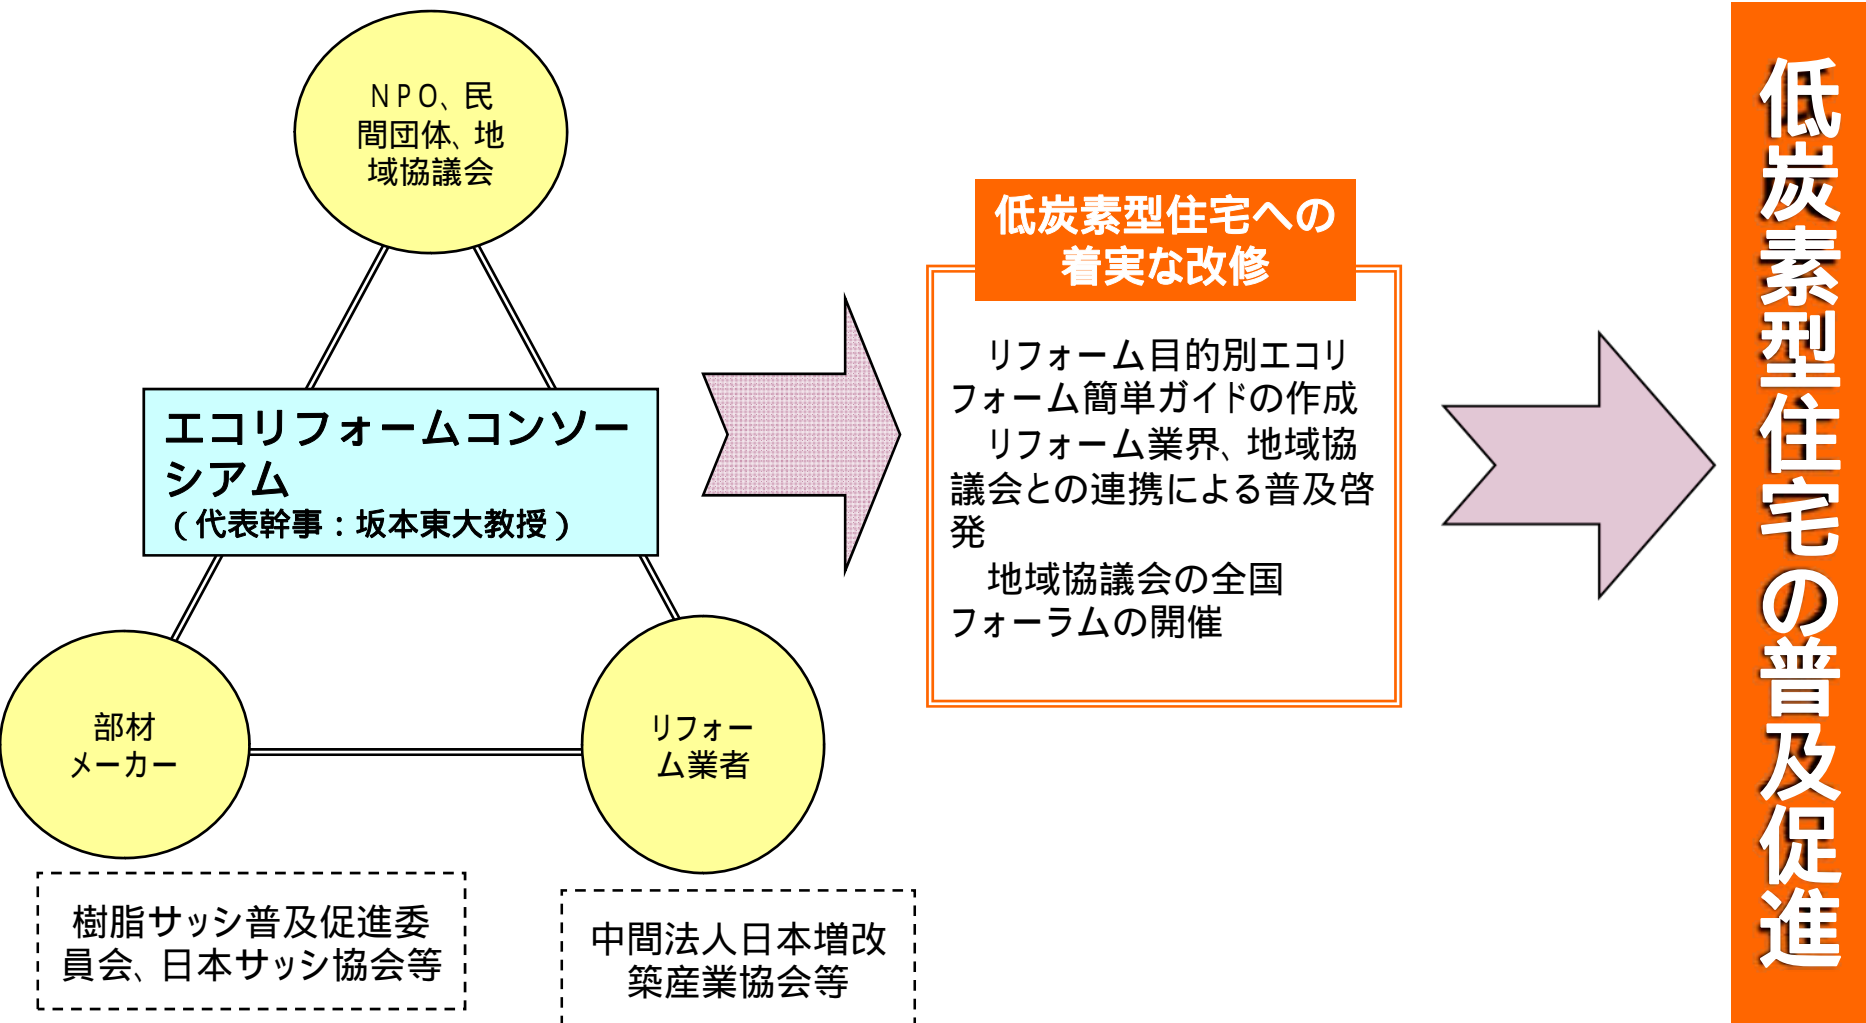 NPO、民
間団体、地
域協議会
エコリフォームコンソー
シアム
(代表幹事:坂本東大教授)
部材
メーカー
リフォー
ム業者
樹脂サッシ普及促進委
員会、日本サッシ協会等
中間法人日本増改
築産業協会等
低炭素型住宅への
着実な改修
リフォーム目的別エコリ
フォーム簡単ガイドの作成
リフォーム業界、地域協
議会との連携による普及啓
発
地域協議会の全国
フォーラムの開催
低炭素型住宅の普及促進